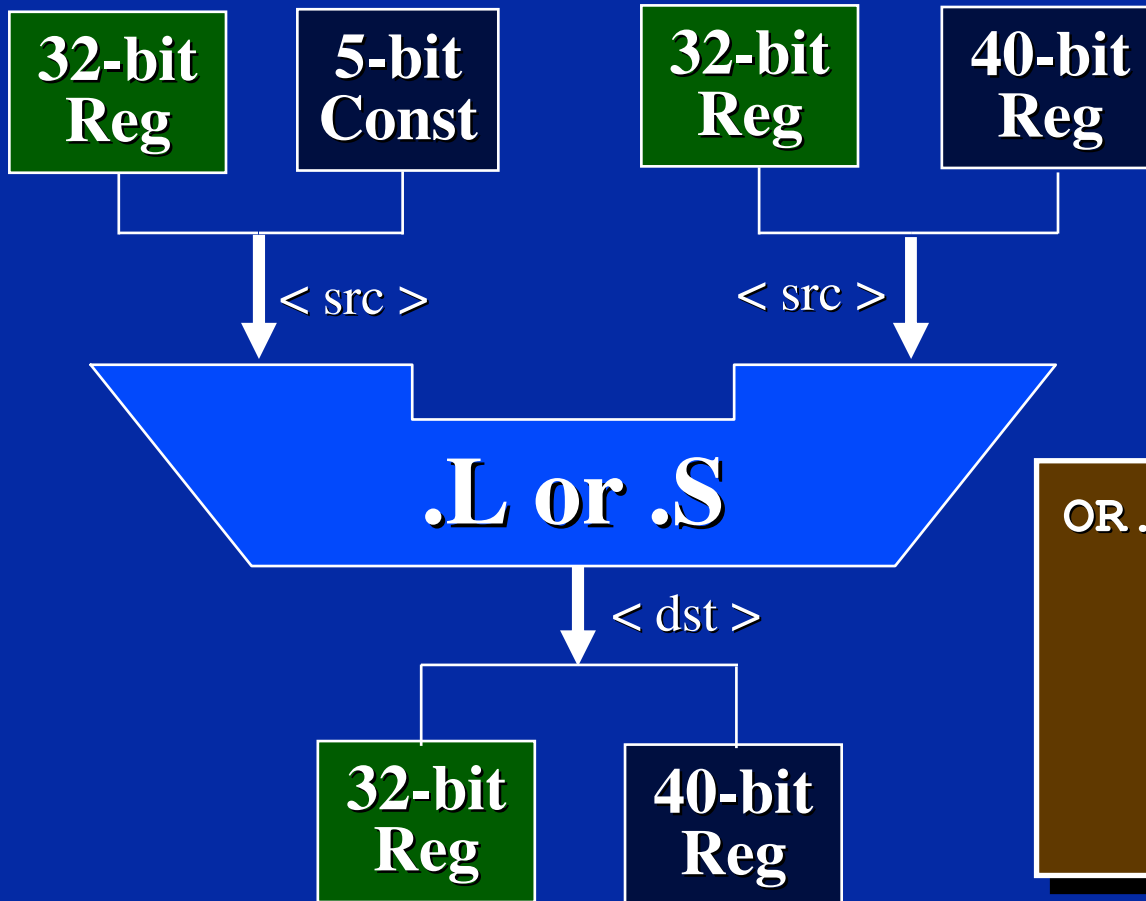 32-bit
Reg
5-bit
Const
32-bit
Reg
40-bit
Reg
< src >
< src >
.L or .S
OR.
< dst >
32-bit
Reg
40-bit
Reg